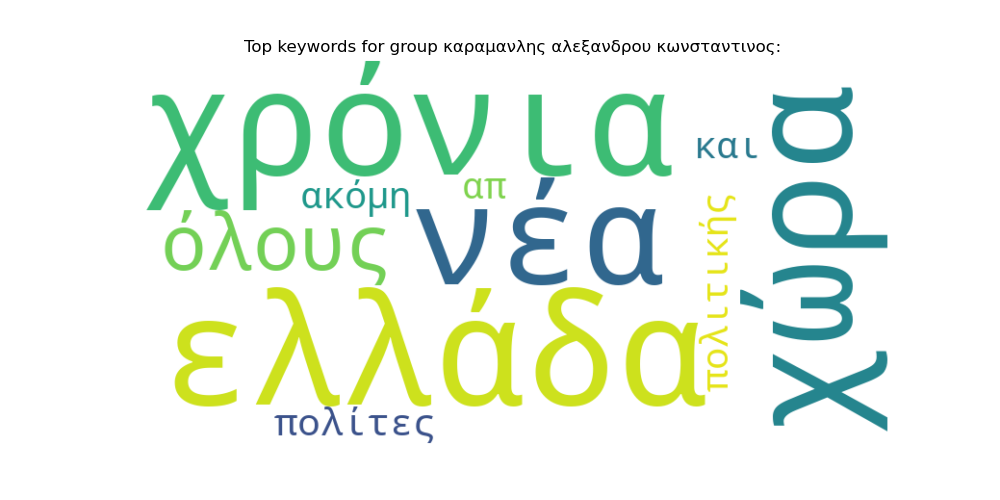 Top keywords for group καραμανλης αλεξανδρου κωνσταντινος:
χρόνια
και
χώρα
ακόμη
απ
όλους
νέα
πολιτικής
ελλάδα
πολίτες